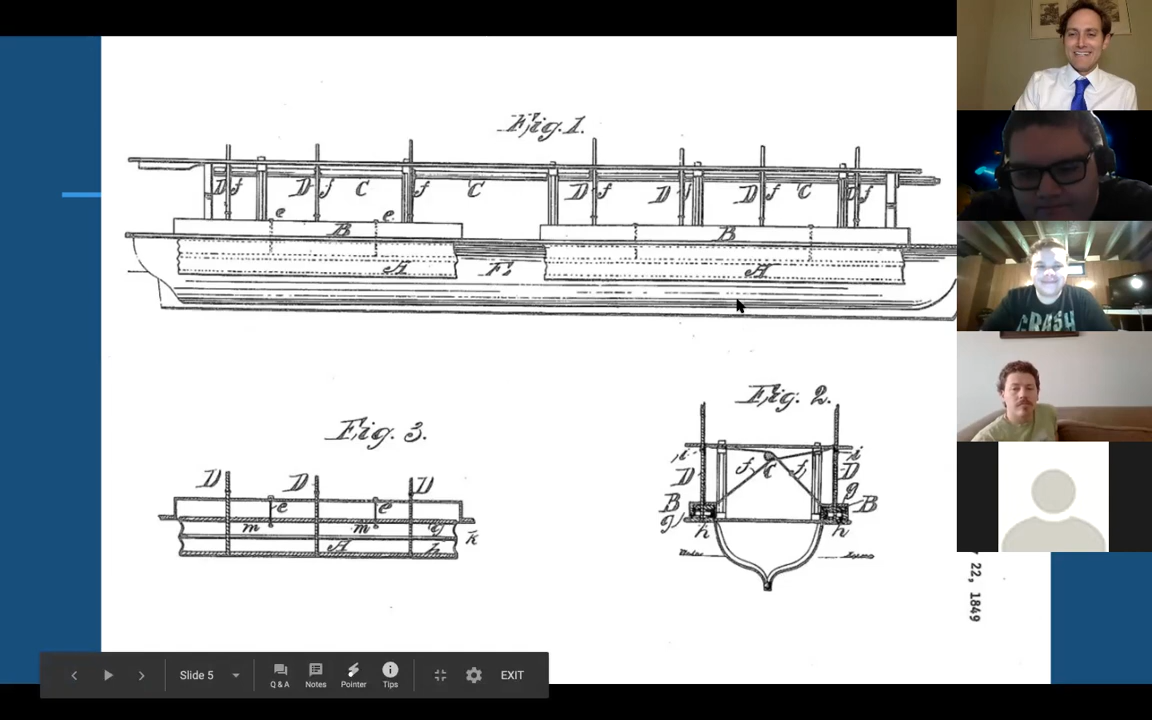 Fig. 1.
D f D f C f C D f D f D f C D f
e e
B B
A F' A
Fig. 2.
i i
D f C f D
g
B B
g h h
Fig. 3.
D D D
e e
m m g
A h k
22, 1849
CRASH
Slide 5
Q & A Notes Pointer Tips
EXIT